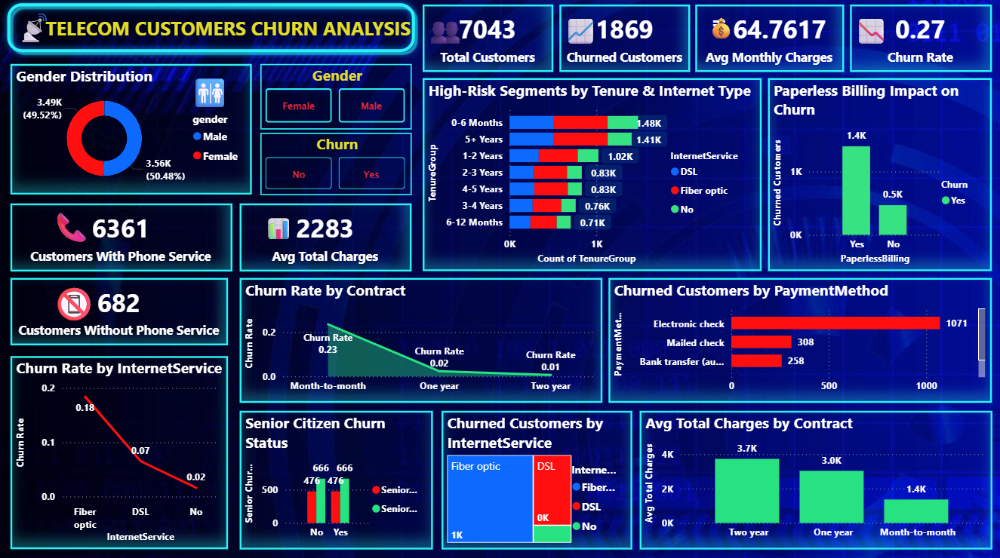 TELECOM CUSTOMERS CHURN ANALYSIS
7043
Total Customers
1869
Churned Customers
64.7617
Avg Monthly Charges
0.27
Churn Rate
Gender Distribution
3.49K
(49.52%)
3.56K
(50.48%)
gender
Male
Female
Gender
Female
Male
Churn
No
Yes
High-Risk Segments by Tenure & Internet Type
TenureGroup
0-6 Months
1.48K
5+ Years
1.41K
1-2 Years
1.02K
2-3 Years
0.83K
4-5 Years
0.83K
3-4 Years
0.76K
6-12 Months
0.71K
0K
1K
Count of TenureGroup
InternetService
DSL
Fiber optic
No
Paperless Billing Impact on
Churn
Churned Customers
1K
0K
1.4K
0.5K
Yes
No
PaperlessBilling
Churn
Yes
6361
Customers With Phone Service
2283
Avg Total Charges
682
Customers Without Phone Service
Churn Rate by Contract
Churn Rate
0.2
0.0
Churn Rate
0.23
Churn Rate
0.02
Churn Rate
0.01
Month-to-month
One year
Two year
Churned Customers by PaymentMethod
PaymentMet...
Electronic check
1071
Mailed check
308
Bank transfer (au...
258
0
500
1000
Churn Rate by InternetService
Churn Rate
0.2
0.1
0.0
0.18
0.07
0.02
Fiber
optic
DSL
No
InternetService
Senior Citizen Churn
Status
Senior Chur...
500
0
476
666
476
666
No
Yes
Senior...
Senior...
Churned Customers by
InternetService
Fiber optic
1K
DSL
0K
Interne...
Fiber...
DSL
No
Avg Total Charges by Contract
Avg Total Charges
4K
2K
0K
3.7K
3.0K
1.4K
Two year
One year
Month-to-month